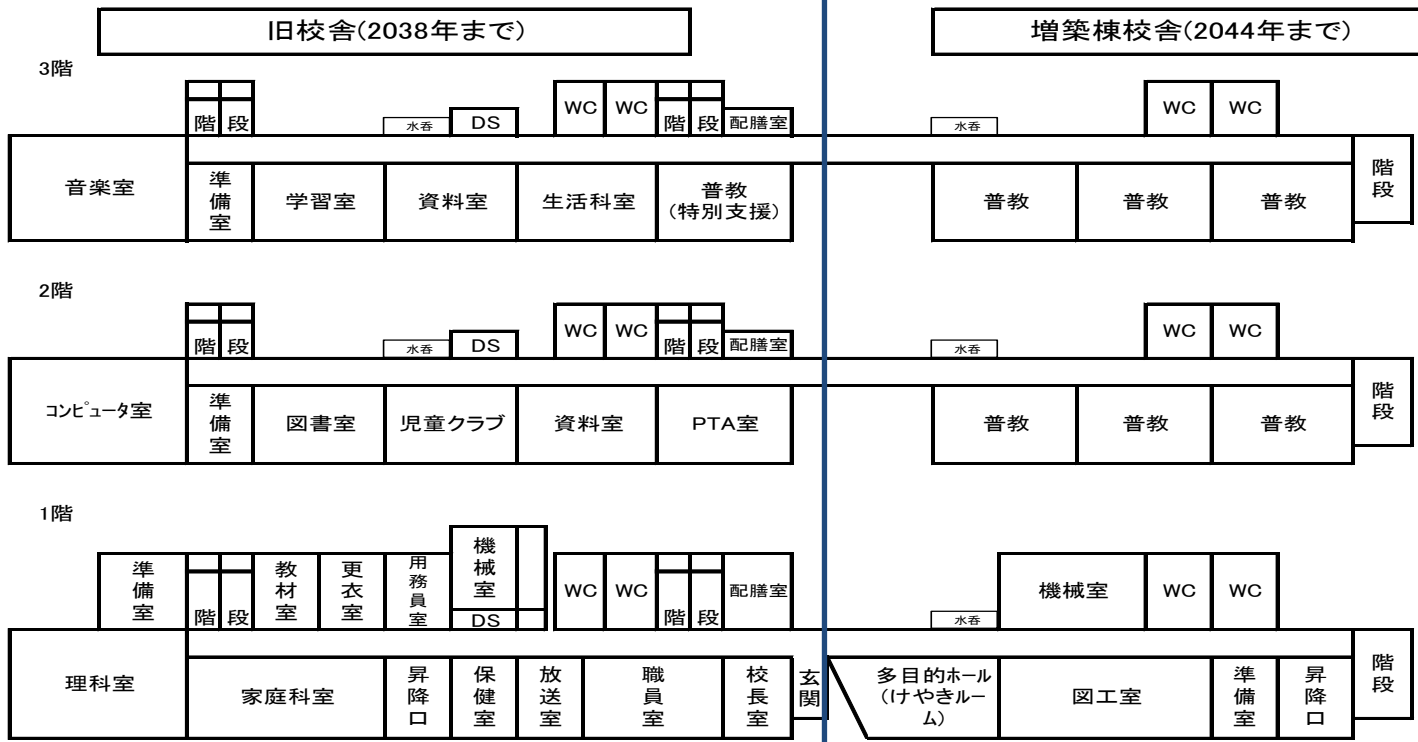 旧校舎(2038年まで)
増築棟校舎(2044年まで)
3階
階段
水呑
DS
WC
WC
階段
配膳室
水呑
WC
WC
音楽室
準備室
学習室
資料室
生活科室
普教
(特別支援)
普教
普教
普教
階段
2階
階段
水呑
DS
WC
WC
階段
配膳室
水呑
WC
WC
コンピュータ室
準備室
図書室
児童クラブ
資料室
PTA室
普教
普教
普教
階段
1階
準備室
階段
教材室
更衣室
用務員室
機械室
DS
WC
WC
階段
配膳室
水呑
機械室
WC
WC
理科室
家庭科室
昇降口
保健室
放送室
職員室
校長室
玄関
多目的ホール
(けやきルー
ム)
図工室
準備室
昇降口
階段